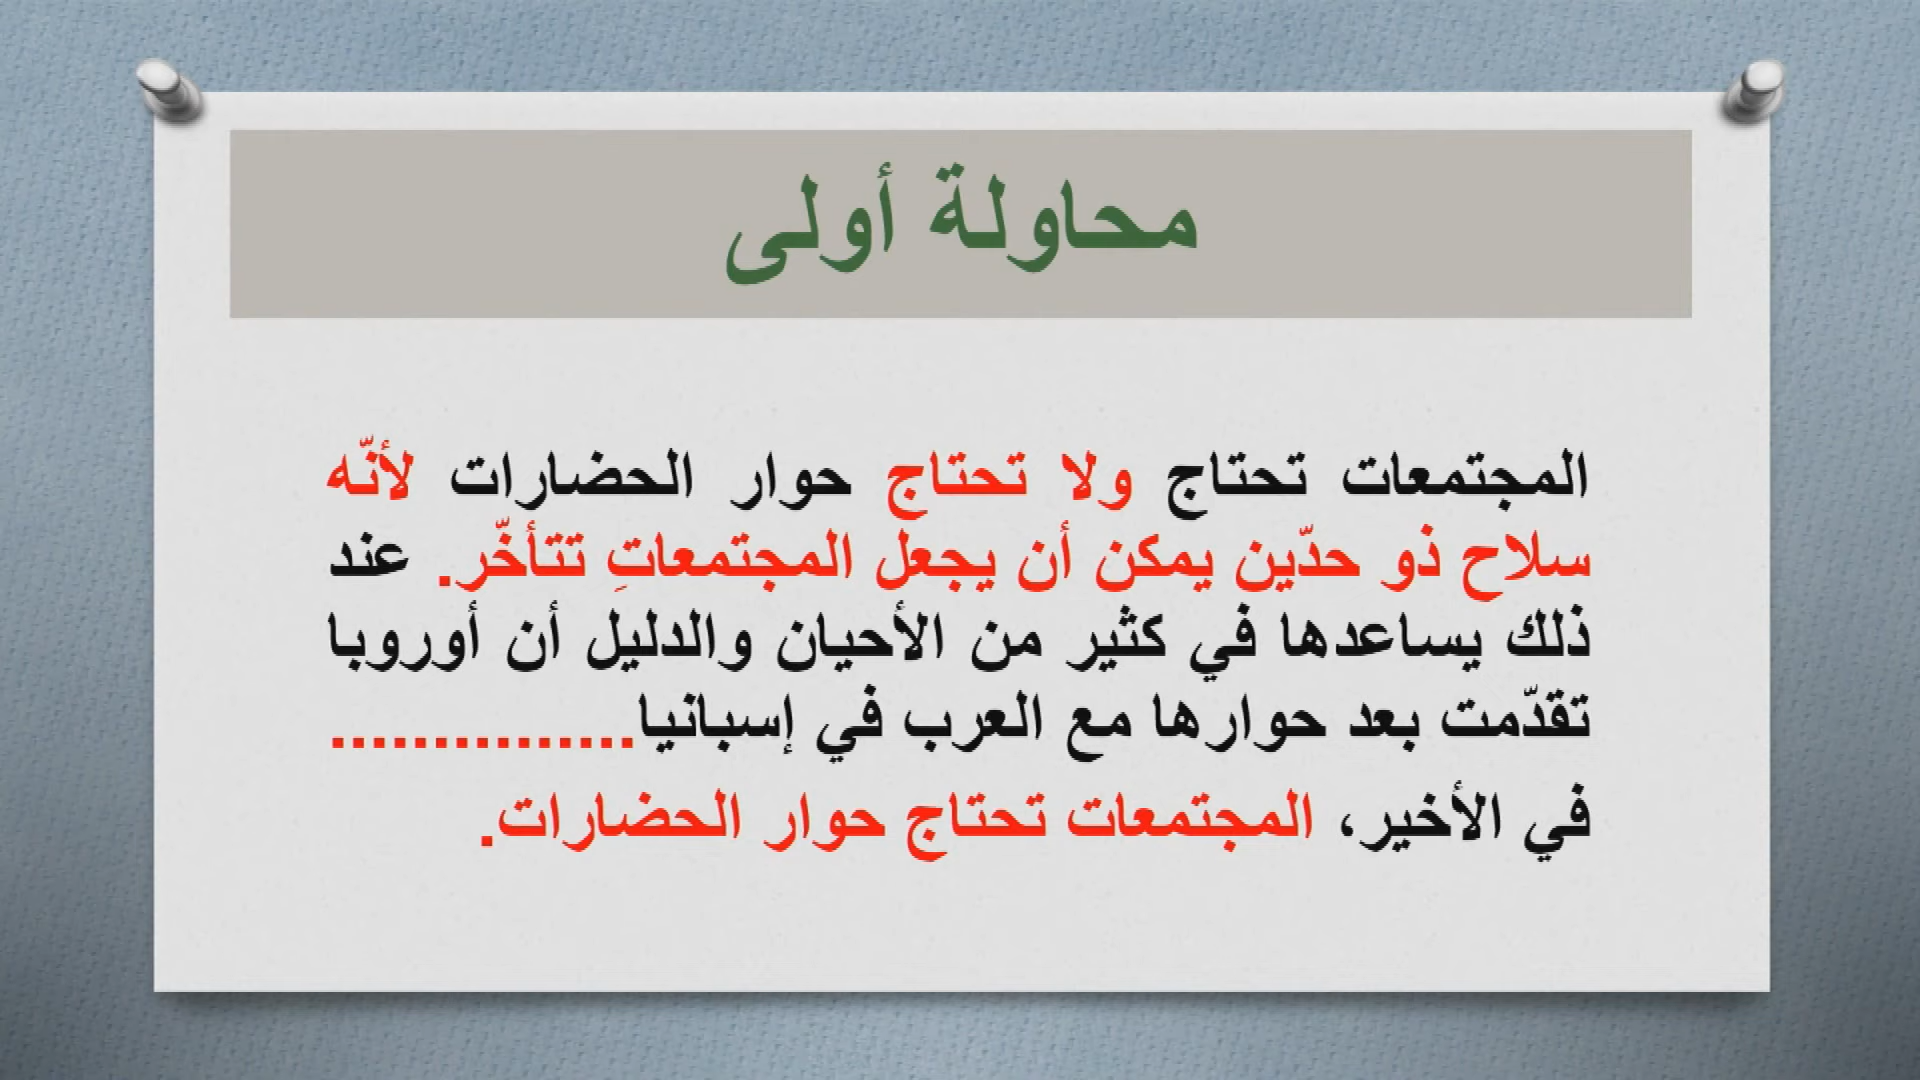 محاولة أولى
المجتمعات تحتاج ولا تحتاج حوار الحضارات لأنّه
سلاح ذو حدّين يمكن أن يجعل المجتمعاتِ تتأخّر. عند
ذلك يساعدها في كثير من الأحيان والدليل أن أوروبا
تقدّمت بعد حوارها مع العرب في إسبانيا...............
في الأخير، المجتمعات تحتاج حوار الحضارات.